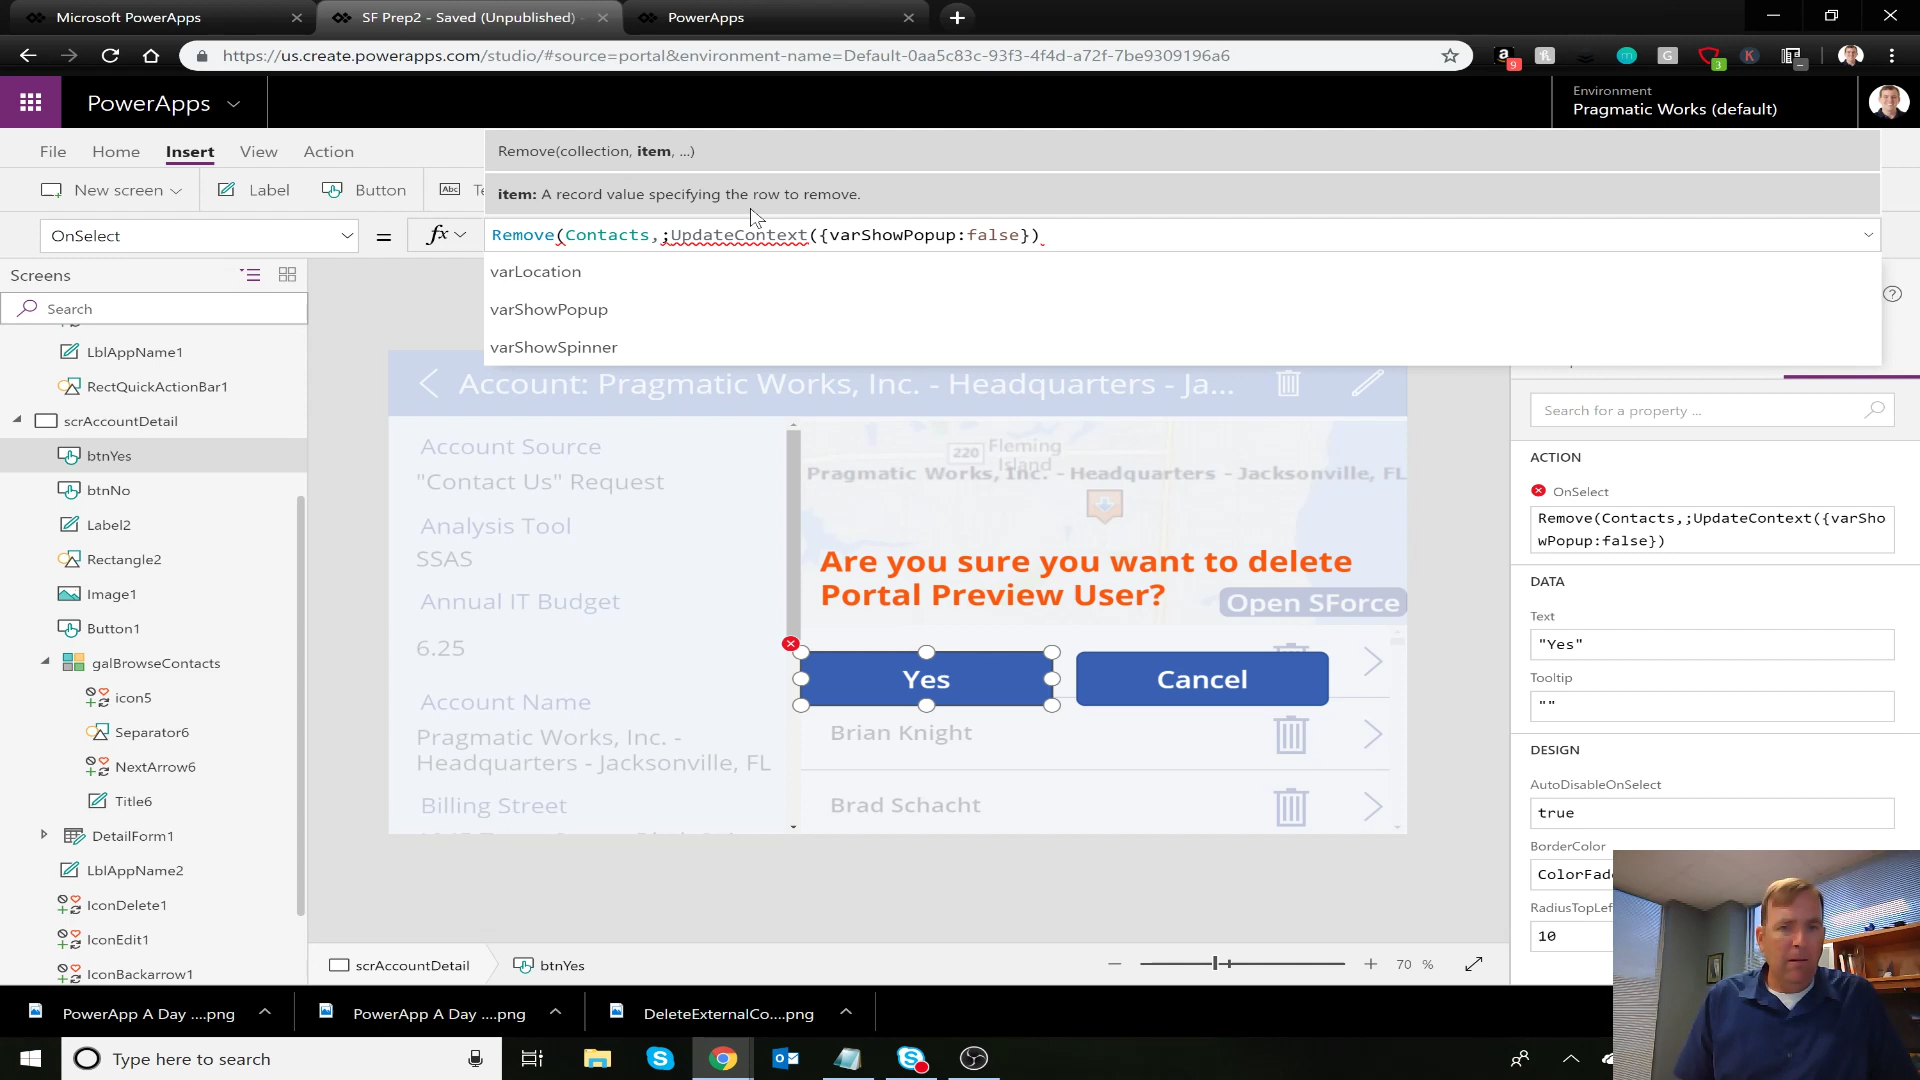 Microsoft PowerApps
SF Prep2 - Saved (Unpublished) -
PowerApps
https://us.create.powerapps.com/studio/#source=portal&environment-name=Default-0aa5c83c-93f3-4f4d-a72f-7be9309196a6
9
m
G
3
K
PowerApps
Environment
Pragmatic Works (default)
File
Home
Insert
View
Action
Remove(collection, item, ...)
New screen
Label
Button
Abc
item: A record value specifying the row to remove.
OnSelect
=
fx
Remove(Contacts,;UpdateContext({varShowPopup:false})
varLocation
varShowPopup
varShowSpinner
Screens
Search
LblAppName1
RectQuickActionBar1
scrAccountDetail
btnYes
btnNo
Label2
Rectangle2
Image1
Button1
galBrowseContacts
icon5
Separator6
NextArrow6
Title6
DetailForm1
LblAppName2
IconDelete1
IconEdit1
IconBackarrow1
Account: Pragmatic Works, Inc. - Headquarters - Ja...
Account Source
"Contact Us" Request
Analysis Tool
SSAS
Annual IT Budget
6.25
Account Name
Pragmatic Works, Inc. -
Headquarters - Jacksonville, FL
Billing Street
220
Fleming
Island
Pragmatic Works, Inc. - Headquarters - Jacksonville, FL
Are you sure you want to delete
Portal Preview User?
Open SForce
Yes
Cancel
Brian Knight
Brad Schacht
Search for a property ...
ACTION
OnSelect
Remove(Contacts,;UpdateContext({varSho
wPopup:false})
DATA
Text
"Yes"
Tooltip
""
DESIGN
AutoDisableOnSelect
true
BorderColor
ColorFad
RadiusTopLef
10
scrAccountDetail
btnYes
70 %
PowerApp A Day ....png
PowerApp A Day ....png
DeleteExternalCo....png
Type here to search